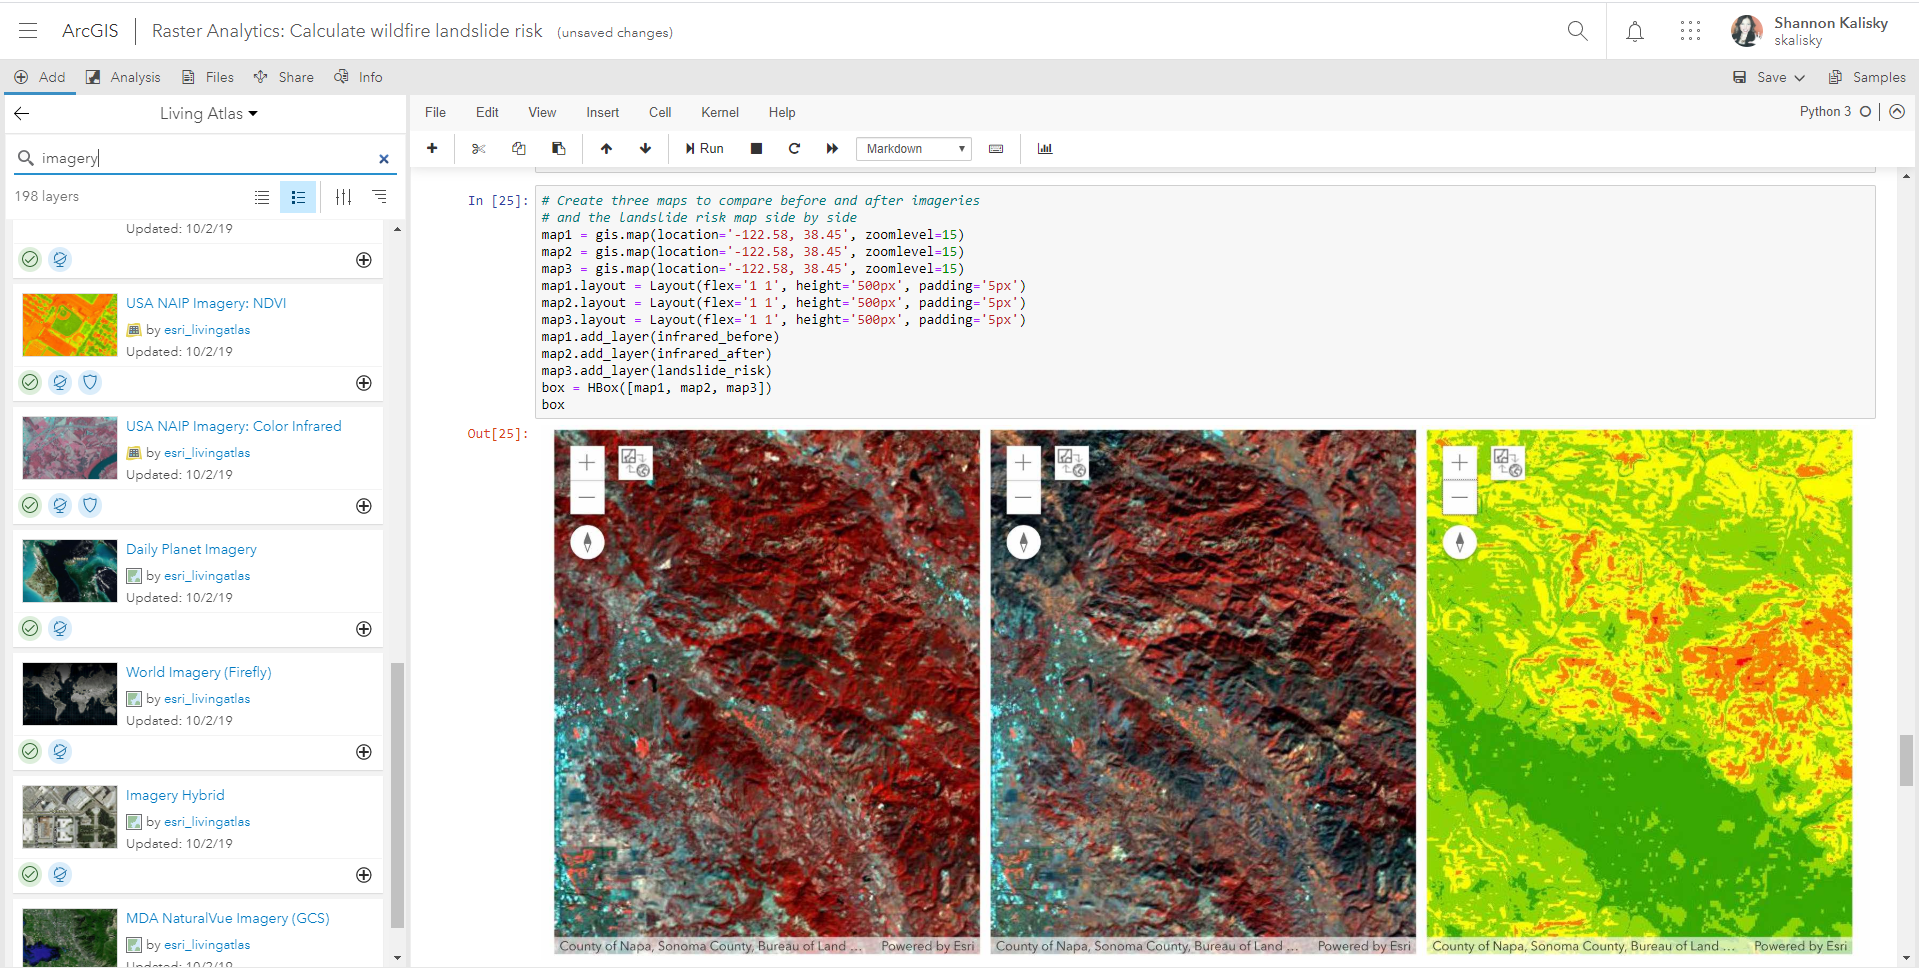 ArcGIS
Raster Analytics: Calculate wildfire landslide risk (unsaved changes)
Shannon Kalisky
skalisky
Add Analysis Files Share Info
Save Samples
Living Atlas
imagery
198 layers
Updated: 10/2/19
USA NAIP Imagery: NDVI
by esri_livingatlas
Updated: 10/2/19
USA NAIP Imagery: Color Infrared
by esri_livingatlas
Updated: 10/2/19
Daily Planet Imagery
by esri_livingatlas
Updated: 10/2/19
World Imagery (Firefly)
by esri_livingatlas
Updated: 10/2/19
Imagery Hybrid
by esri_livingatlas
Updated: 10/2/19
MDA NaturalVue Imagery (GCS)
by esri_livingatlas
Updated: 10/2/19
File Edit View Insert Cell Kernel Help
Python 3
Run
Markdown
In [25]:
# Create three maps to compare before and after imageries
# and the landslide risk map side by side
map1 = gis.map(location='-122.58, 38.45', zoomlevel=15)
map2 = gis.map(location='-122.58, 38.45', zoomlevel=15)
map3 = gis.map(location='-122.58, 38.45', zoomlevel=15)
map1.layout = Layout(flex='1 1', height='500px', padding='5px')
map2.layout = Layout(flex='1 1', height='500px', padding='5px')
map3.layout = Layout(flex='1 1', height='500px', padding='5px')
map1.add_layer(infrared_before)
map2.add_layer(infrared_after)
map3.add_layer(landslide_risk)
box = HBox([map1, map2, map3])
box
Out[25]:
County of Napa, Sonoma County, Bureau of Land ... Powered by Esri
County of Napa, Sonoma County, Bureau of Land ... Powered by Esri
County of Napa, Sonoma County, Bureau of Land ... Powered by Esri